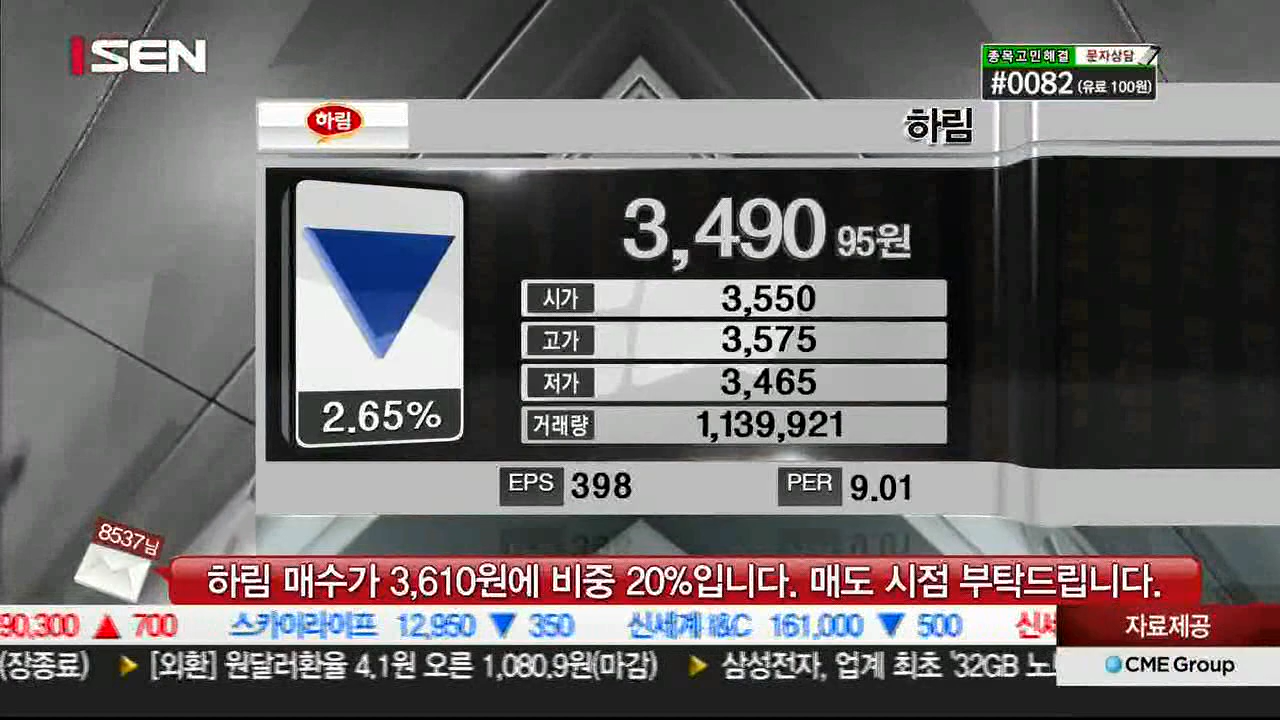 ISEN
종목고민해결 문자상담
#0082 (유료 100원)
하림 하림
3,490 95원
2.65%
시가 3,550
고가 3,575
저가 3,465
거래량 1,139,921
EPS 398 PER 9.01
8537님
하림 매수가 3,610원에 비중 20%입니다. 매도 시점 부탁드립니다.
90,300 ▲ 700 스카이라이프 12,950 ▼ 350 신세계 I&C 161,000 ▼ 500 신세
자료제공
(장종료) [외환] 원달러환율 4.1원 오른 1,080.9원(마감) 삼성전자, 업계 최초 '32GB 노
CME Group